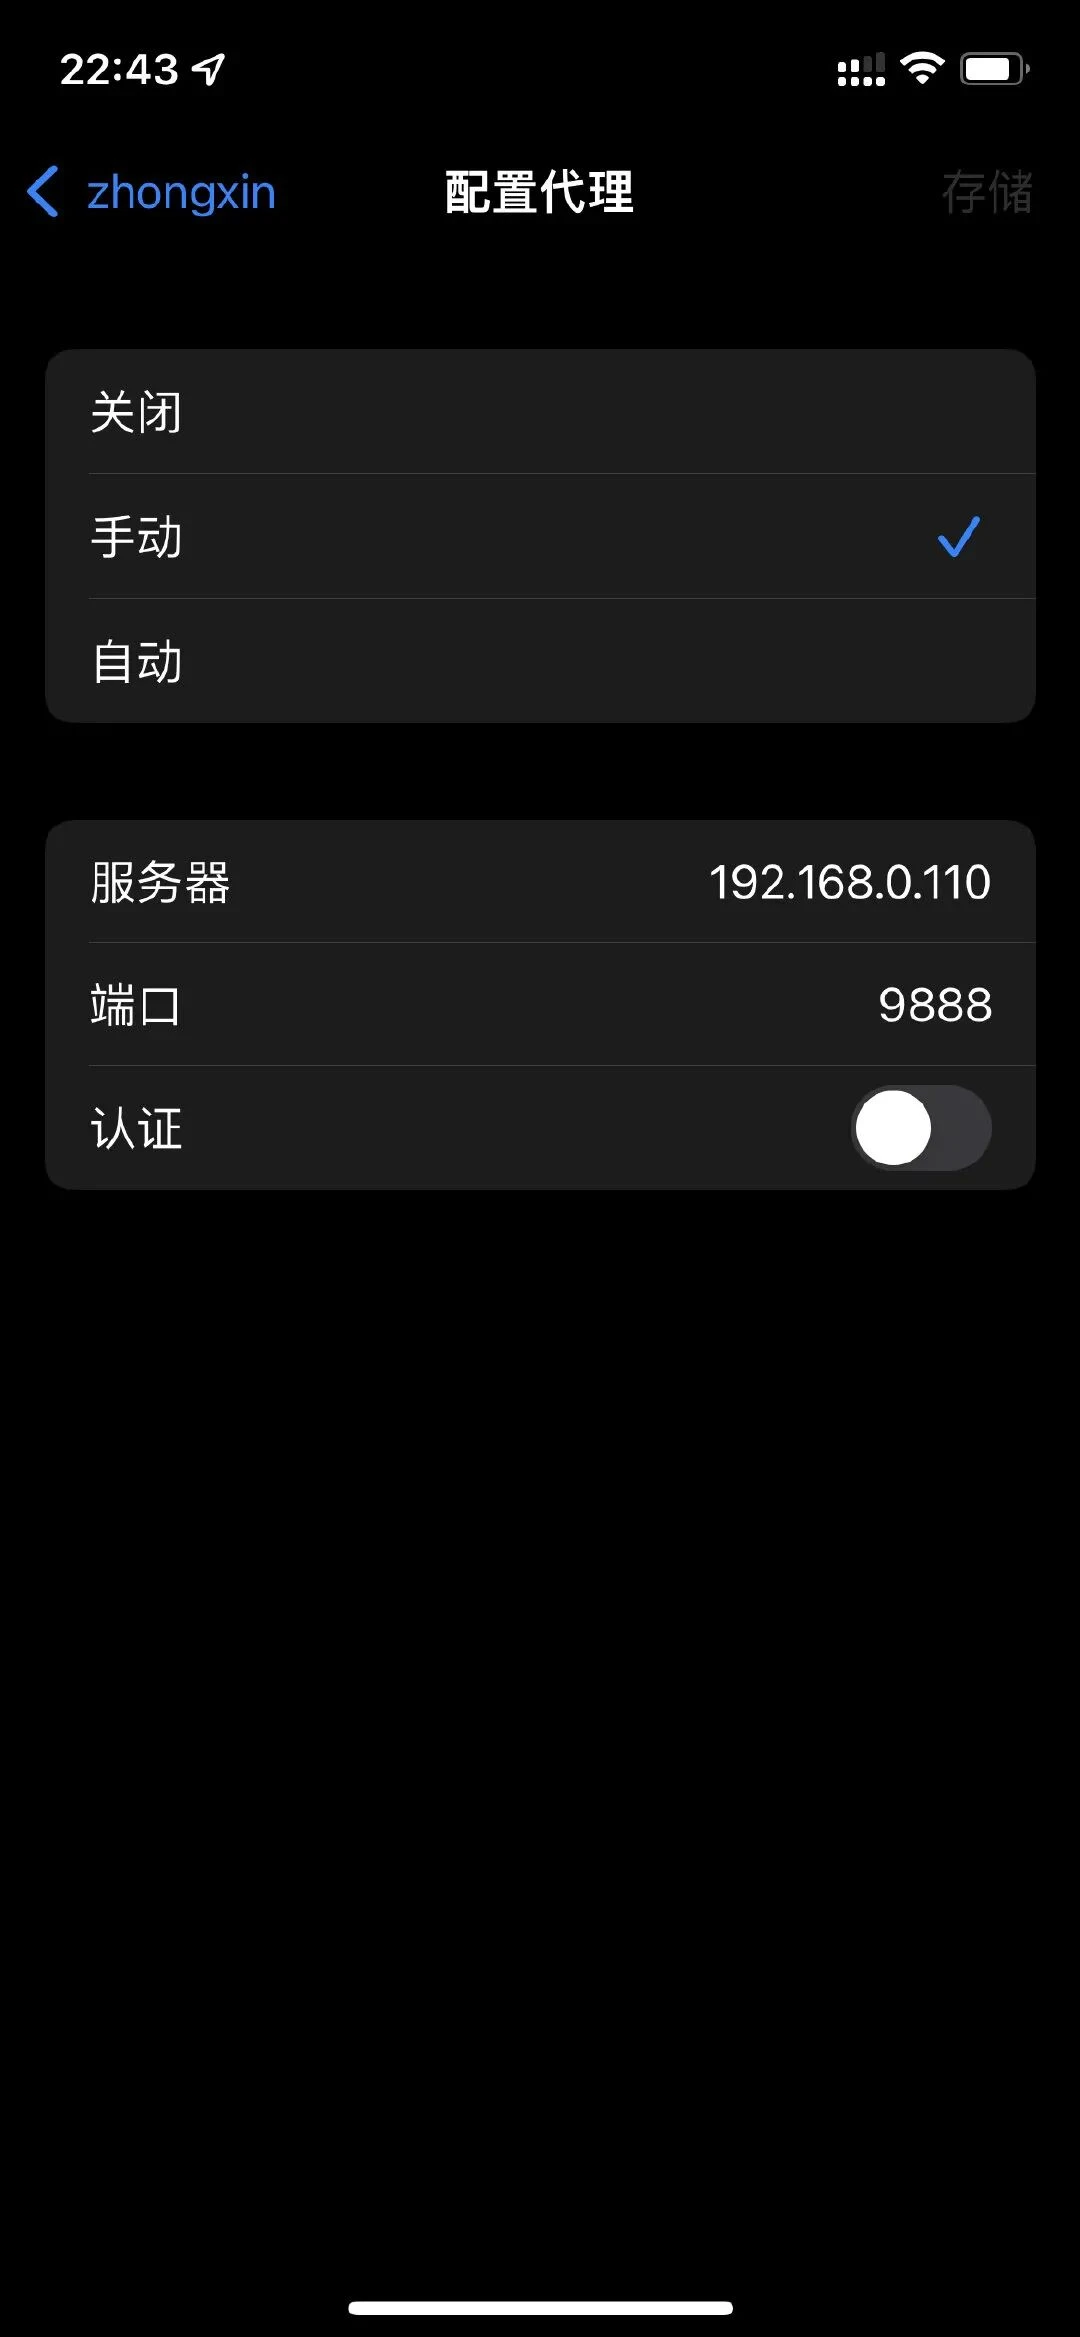 22:43
zhongxin
配置代理
存储
关闭
手动
自动
服务器 192.168.0.110
端口 9888
认证